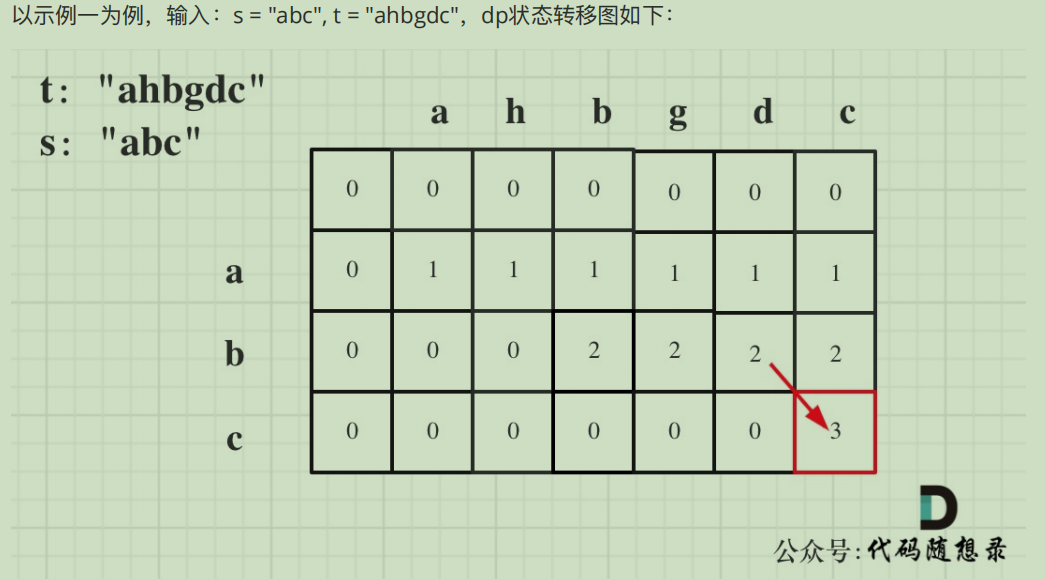 以示例一为例，输入：s = "abc", t = "ahbgdc"，dp状态转移图如下：
t: "ahbgdc"
s: "abc"
a h b g d c
0 0 0 0 0 0 0
a 0 1 1 1 1 1 1
b 0 0 0 2 2 2 2
c 0 0 0 0 0 0 3
D
公众号:代码随想录